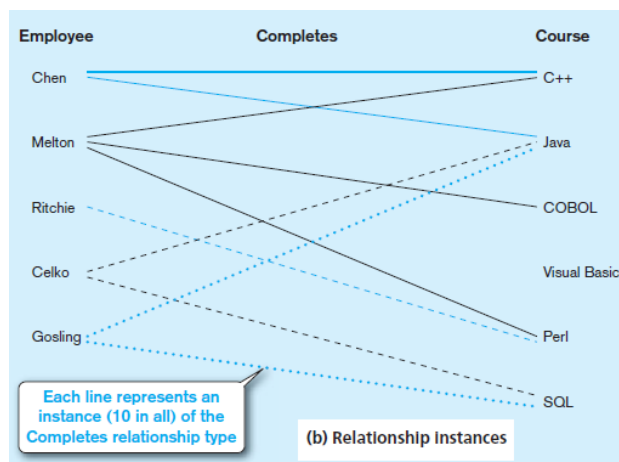 Employee Completes Course
Chen C++
Melton Java
Ritchie COBOL
Celko Visual Basic
Gosling Perl
SQL
Each line represents an
instance (10 in all) of the
Completes relationship type
(b) Relationship instances